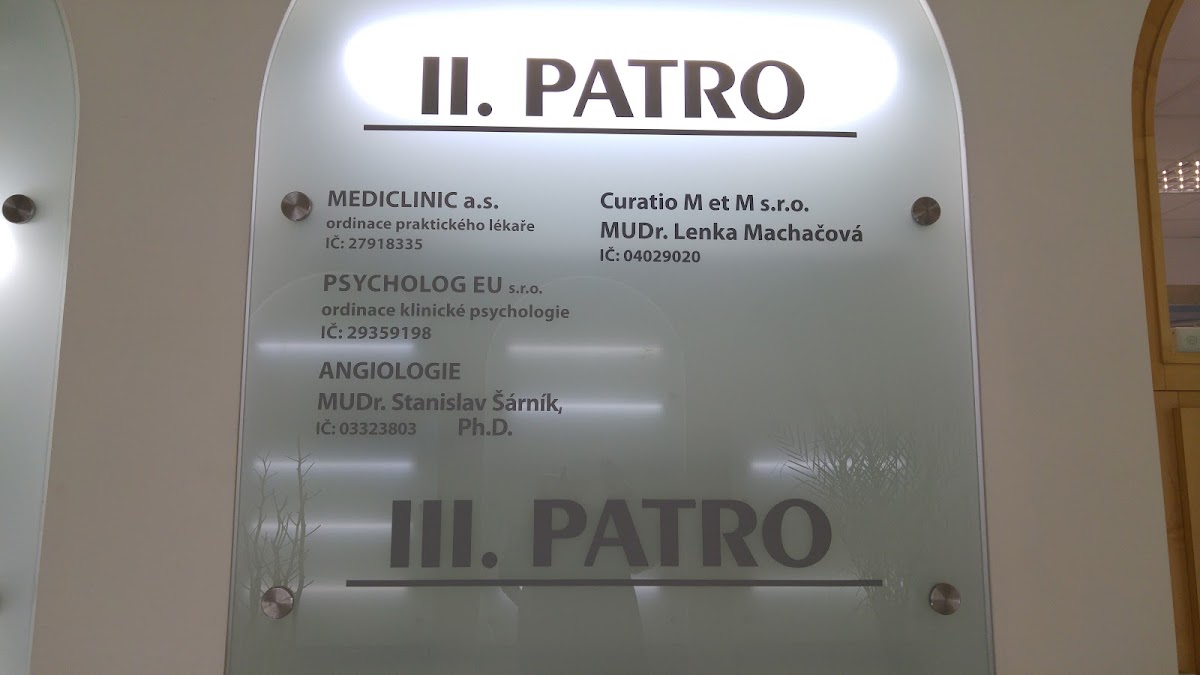 II. PATRO
MEDICLINIC a.s.
ordinace praktického lékaře
IČ: 27918335
PSYCHOLOG EU s.r.o.
ordinace klinické psychologie
IČ: 29359198
ANGIOLOGIE
MUDr. Stanislav Šárník,
IČ: 03323803 Ph.D.
Curatio M et M s.r.o.
MUDr. Lenka Machačová
IČ: 04029020
III. PATRO